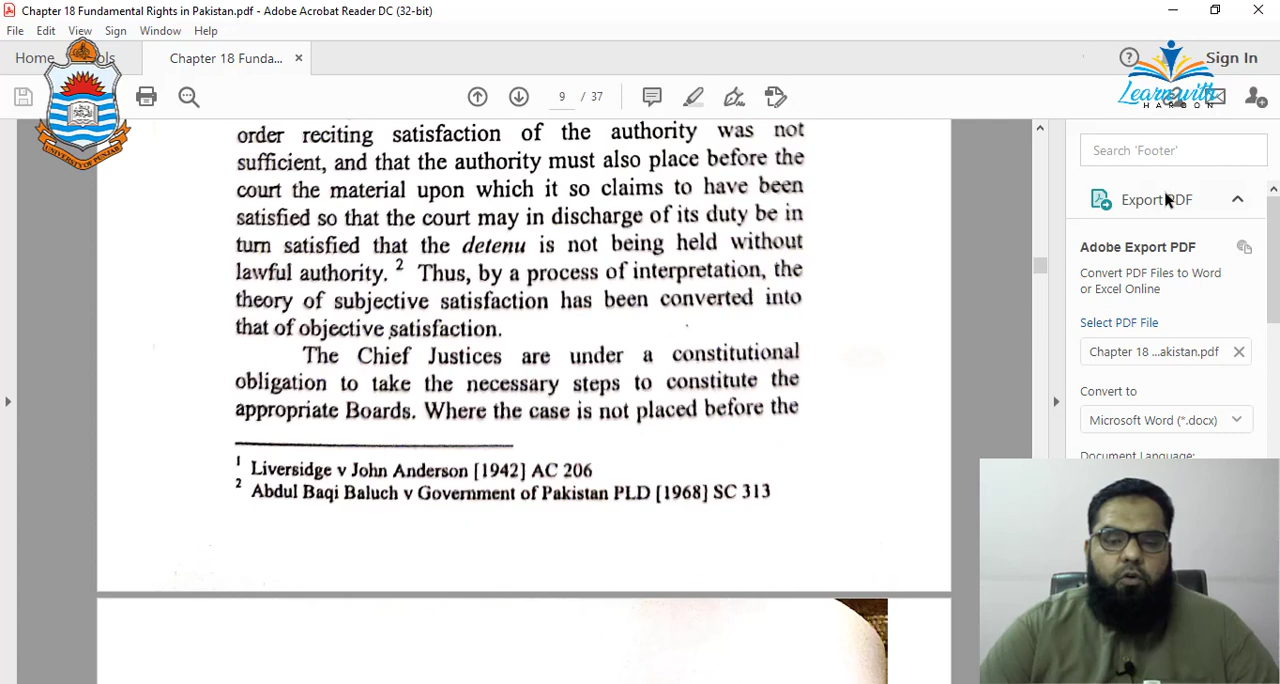 Chapter 18 Fundamental Rights in Pakistan.pdf - Adobe Acrobat Reader DC (32-bit)
File Edit View Sign Window Help
Home
Chapter 18 Funda...
Sign In
Learn with
HAROON
UNIVERSITY OF PUNJAB
9 / 37
order reciting satisfaction of the authority was not
sufficient, and that the authority must also place before the
court the material upon which it so claims to have been
satisfied so that the court may in discharge of its duty be in
turn satisfied that the detenu is not being held without
lawful authority. 2 Thus, by a process of interpretation, the
theory of subjective satisfaction has been converted into
that of objective satisfaction.
The Chief Justices are under a constitutional
obligation to take the necessary steps to constitute the
appropriate Boards. Where the case is not placed before the
1 Liversidge v John Anderson [1942] AC 206
2 Abdul Baqi Baluch v Government of Pakistan PLD [1968] SC 313
Search 'Footer'
Export PDF
Adobe Export PDF
Convert PDF Files to Word
or Excel Online
Select PDF File
Chapter 18 ...akistan.pdf
Convert to
Microsoft Word (*.docx)
Document Language: